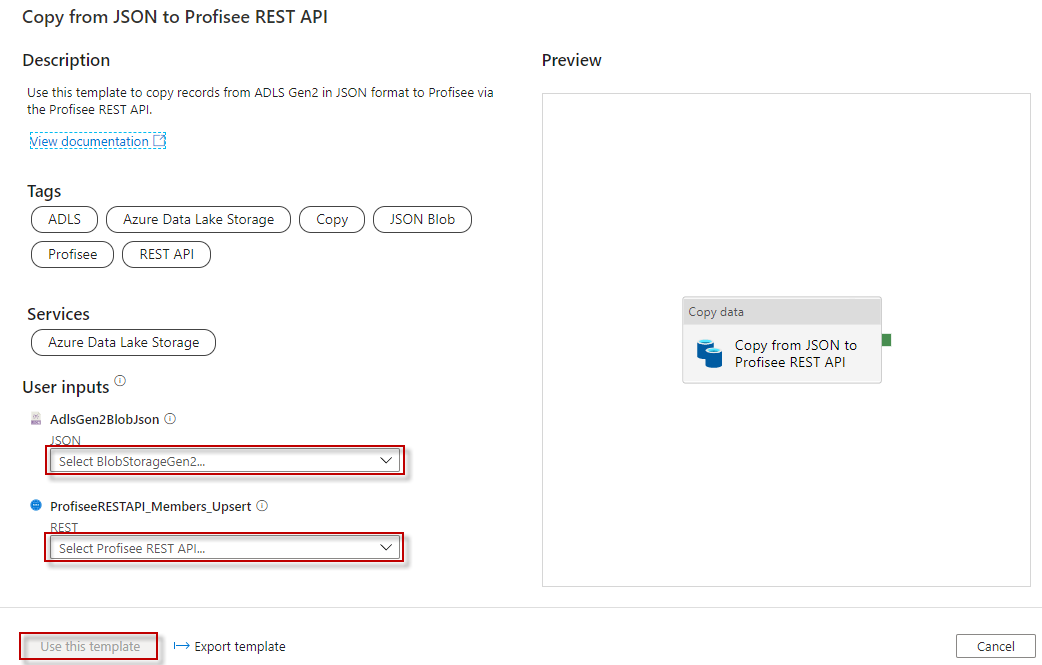 Copy from JSON to Profisee REST API
Description
Use this template to copy records from ADLS Gen2 in JSON format to Profisee via
the Profisee REST API.
View documentation
Tags
ADLS
Azure Data Lake Storage
Copy
JSON Blob
Profisee
REST API
Services
Azure Data Lake Storage
User inputs
AdlsGen2BlobJson
JSON
Select BlobStorageGen2...
ProfiseeRESTAPI_Members_Upsert
REST
Select Profisee REST API...
Preview
Copy data
Copy from JSON to
Profisee REST API
Use this template
Export template
Cancel